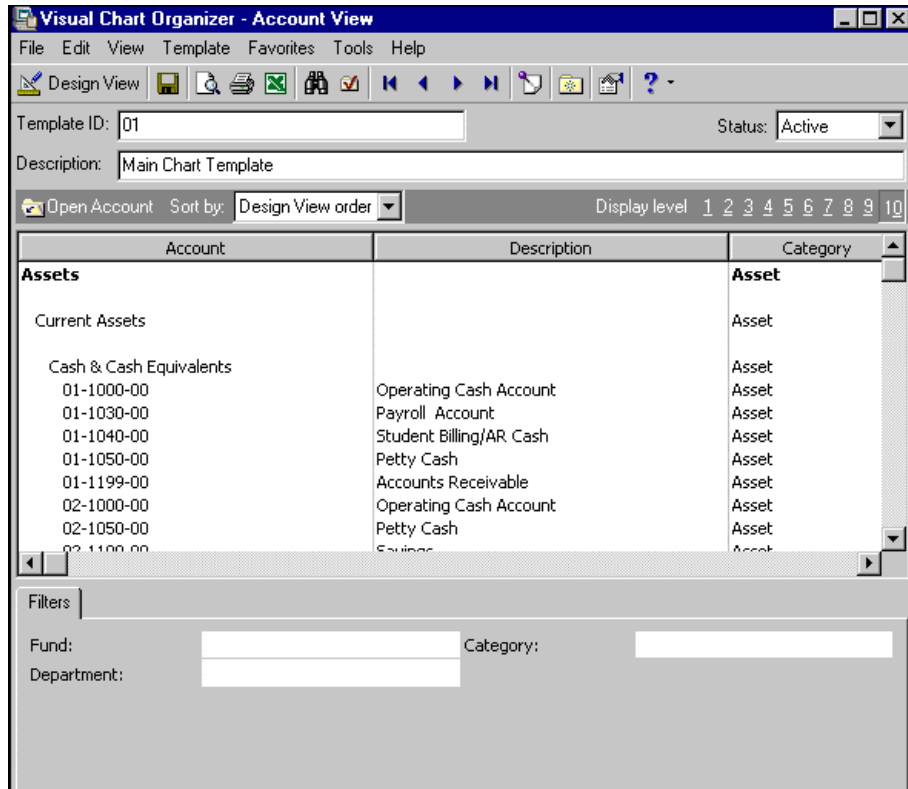 Visual Chart Organizer - Account View
File Edit View Template Favorites Tools Help
Design View ?
Template ID: 01 Status: Active
Description: Main Chart Template
Open Account Sort by: Design View order Display level 1 2 3 4 5 6 7 8 9 10
Account Description Category
Assets Asset
Current Assets Asset
Cash & Cash Equivalents Asset
01-1000-00 Operating Cash Account Asset
01-1030-00 Payroll Account Asset
01-1040-00 Student Billing/AR Cash Asset
01-1050-00 Petty Cash Asset
01-1199-00 Accounts Receivable Asset
02-1000-00 Operating Cash Account Asset
02-1050-00 Petty Cash Asset
02-1100-00 Savings Asset
Filters
Fund: Category:
Department: